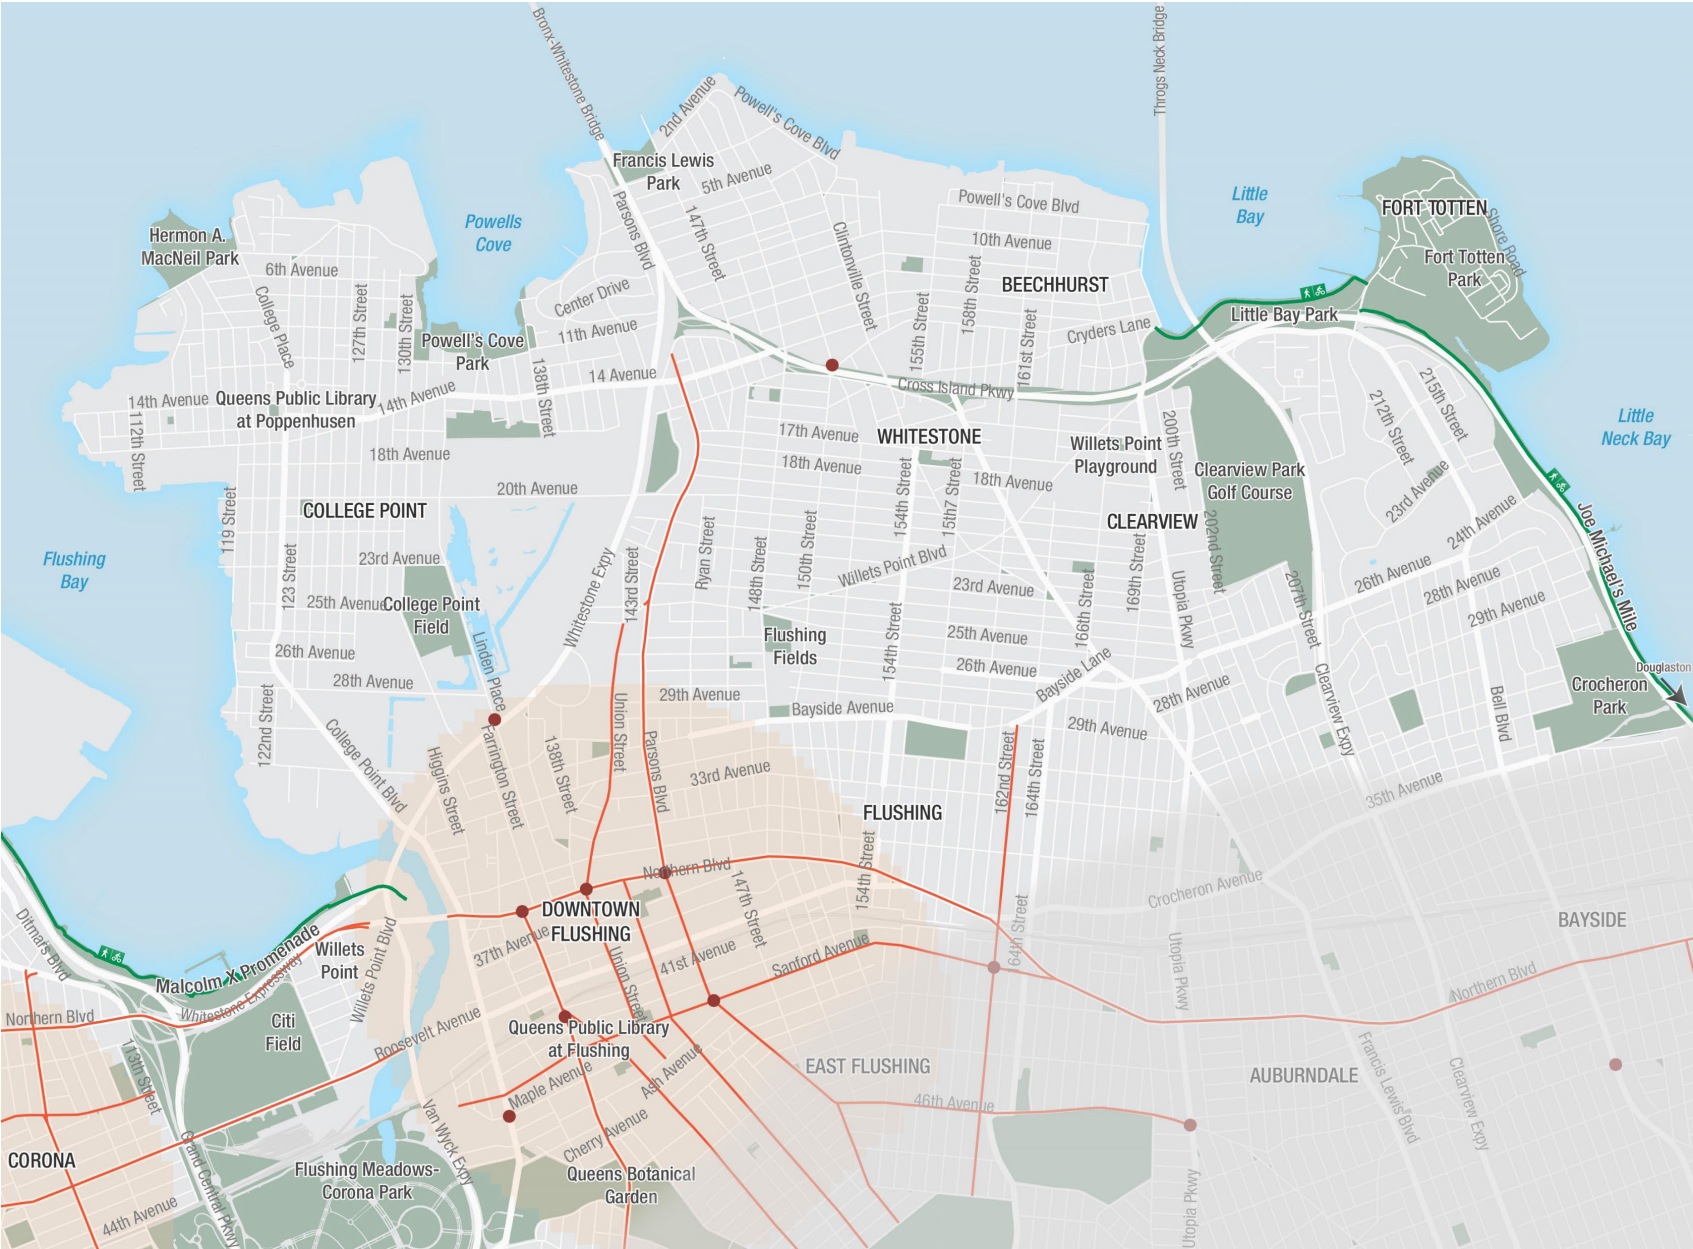 Bronx-Whitestone Bridge
Throgs Neck Bridge
2nd Avenue
Powell's Cove Blvd
Francis Lewis
Park
5th Avenue
Parsons Blvd
147th Street
Clintonville Street
Powell's Cove Blvd
10th Avenue
BEECHHURST
155th Street
158th Street
161st Street
Cryders Lane
Little
Bay
FORT TOTTEN
Shore Road
Fort Totten
Park
Little Bay Park
Hermon A.
MacNeil Park
Powells
Cove
6th Avenue
College Place
127th Street
130th Street
Center Drive
11th Avenue
Powell's Cove
Park
138th Street
14 Avenue
14th Avenue
Queens Public Library
at Poppenhusen
14th Avenue
112th Street
18th Avenue
Cross Island Pkwy
17th Avenue
WHITESTONE
18th Avenue
18th Avenue
Willets Point
Playground
200th Street
Clearview Park
Golf Course
212th Street
215th Street
23rd Avenue
24th Avenue
Little
Neck Bay
20th Avenue
COLLEGE POINT
119 Street
123 Street
23rd Avenue
25th Avenue
College Point
Field
Linden Place
26th Avenue
28th Avenue
122nd Street
College Point Blvd
Flushing
Bay
Whitestone Expy
143rd Street
Ryan Street
148th Street
150th Street
154th Street
15th7 Street
Willets Point Blvd
CLEARVIEW
169th Street
202nd Street
Utopia Pkwy
166th Street
23rd Avenue
25th Avenue
26th Avenue
Bayside Lane
154th Street
Flushing
Fields
29th Avenue
Bayside Avenue
207th Street
Clearview Expy
26th Avenue
28th Avenue
29th Avenue
Joe Michael's Mile
Douglaston
Crocheron
Park
Bell Blvd
28th Avenue
29th Avenue
35th Avenue
Higgins Street
Farrington Street
138th Street
Union Street
Parsons Blvd
33rd Avenue
162nd Street
164th Street
FLUSHING
154th Street
Northern Blvd
147th Street
DOWNTOWN
FLUSHING
37th Avenue
Union Street
41st Avenue
Sanford Avenue
164th Street
Crocheron Avenue
BAYSIDE
Utopia Pkwy
Northern Blvd
Ditmars Blvd
Malcolm X Promenade
Whitestone Expressway
Willets
Point
Willets Point Blvd
Northern Blvd
Citi
Field
113th Street
Roosevelt Avenue
Queens Public Library
at Flushing
Maple Avenue
Ash Avenue
Cherry Avenue
EAST FLUSHING
46th Avenue
AUBURNDALE
Francis Lewis Blvd
Clearview Expy
Utopia Pkwy
CORONA
44th Avenue
Grand Central Pkwy
Flushing Meadows-
Corona Park
Van Wyck Expy
Queens Botanical
Garden